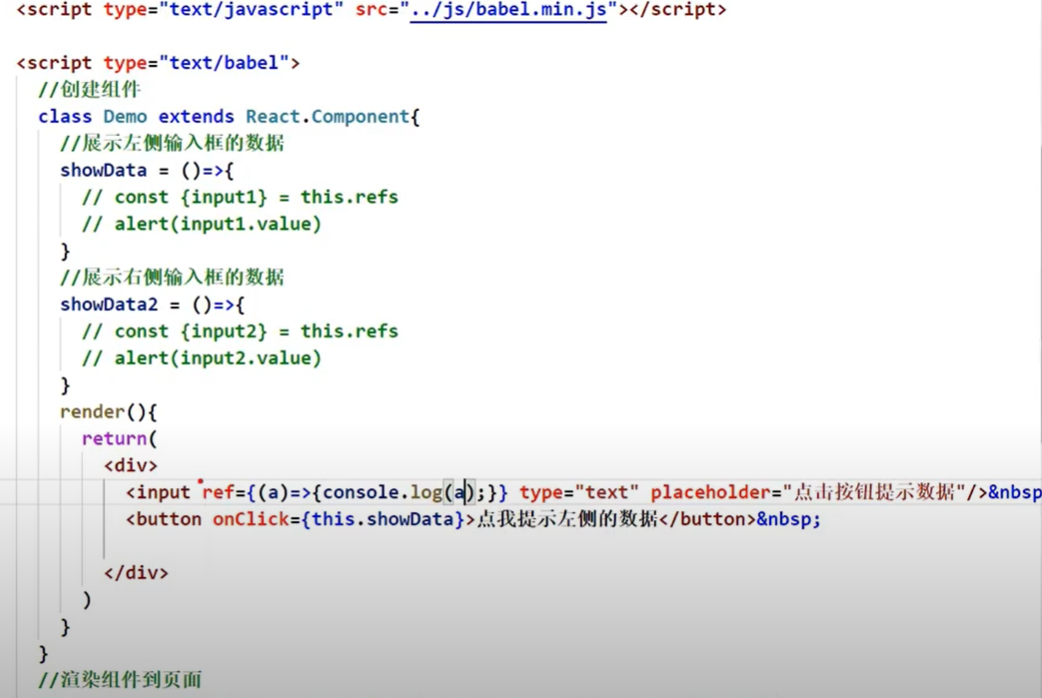 <script type="text/javascript" src="../js/babel.min.js"></script>
<script type="text/babel">
//创建组件
class Demo extends React.Component{
//展示左侧输入框的数据
showData = ()=>{
// const {input1} = this.refs
// alert(input1.value)
}
//展示右侧输入框的数据
showData2 = ()=>{
// const {input2} = this.refs
// alert(input2.value)
}
render(){
return(
<div>
<input ref={(a)=>{console.log(a);}} type="text" placeholder="点击按钮提示数据"/>&nbsp
<button onClick={this.showData}>点我提示左侧的数据</button>&nbsp;
</div>
)
}
}
//渲染组件到页面